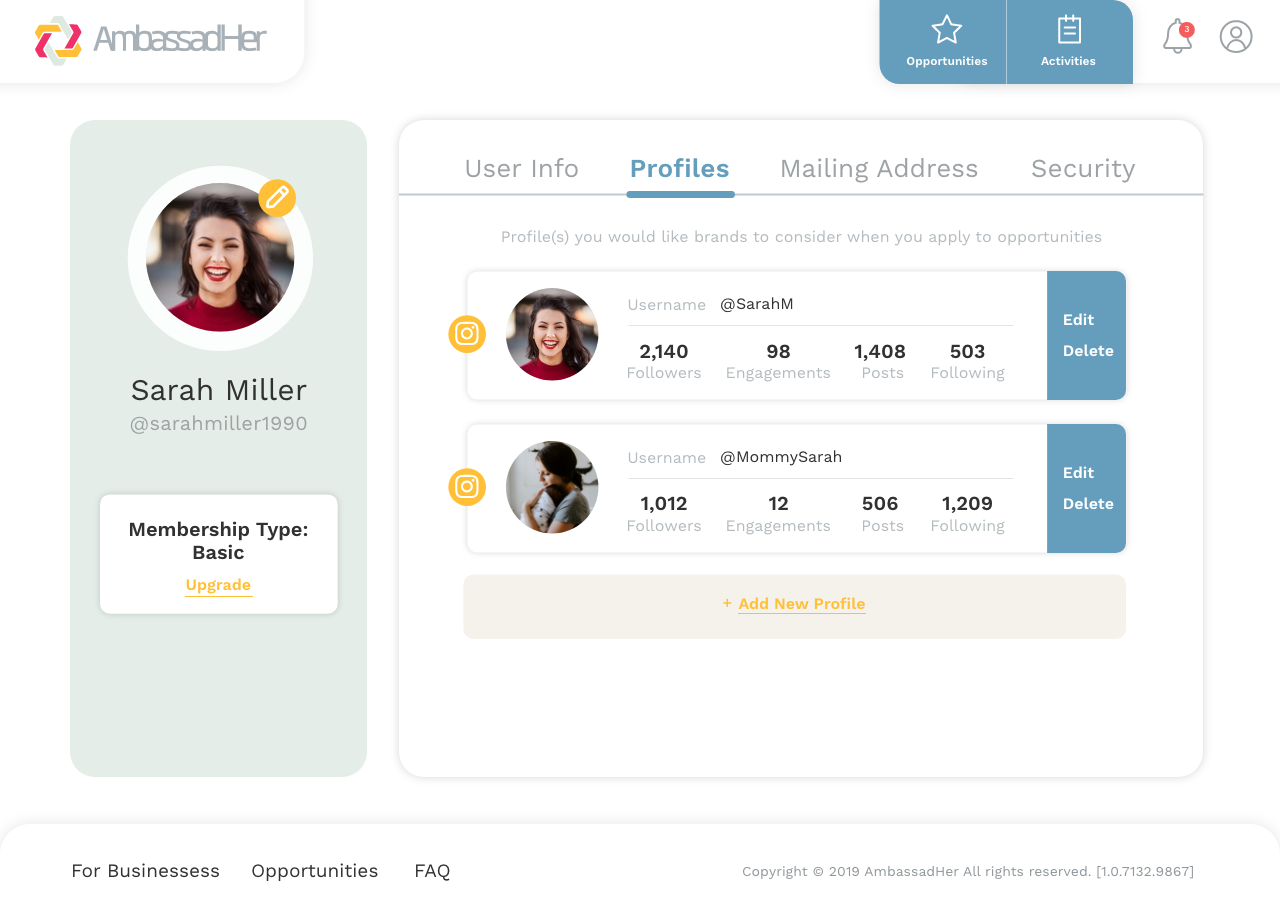 AmbassadHer
Opportunities
Activities
3
Sarah Miller
@sarahmiller1990
Membership Type:
Basic
Upgrade
User Info
Profiles
Mailing Address
Security
Profile(s) you would like brands to consider when you apply to opportunities
Username @SarahM
2,140 98 1,408 503
Followers Engagements Posts Following
Edit
Delete
Username @MommySarah
1,012 12 506 1,209
Followers Engagements Posts Following
Edit
Delete
+ Add New Profile
For Businessess
Opportunities
FAQ
Copyright © 2019 AmbassadHer All rights reserved. [1.0.7132.9867]